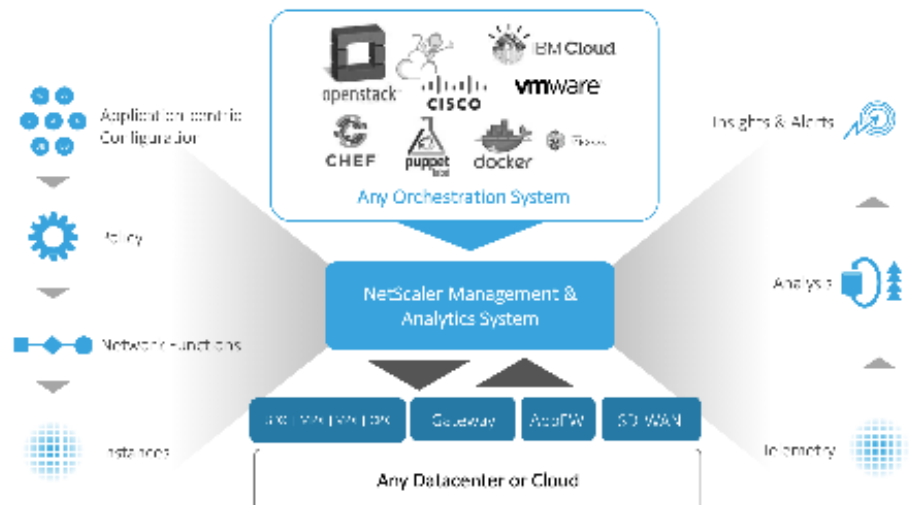 openstack
IBM Cloud
CISCO
vmware
CHEF
puppet
labs
docker
Any Orchestration System
Application-centric
Configuration
Policy
Network Functions
Instances
NetScaler Management &
Analytics System
Insights & Alerts
Analysis
Telemetry
Gateway
AppFW
SD-WAN
Any Datacenter or Cloud